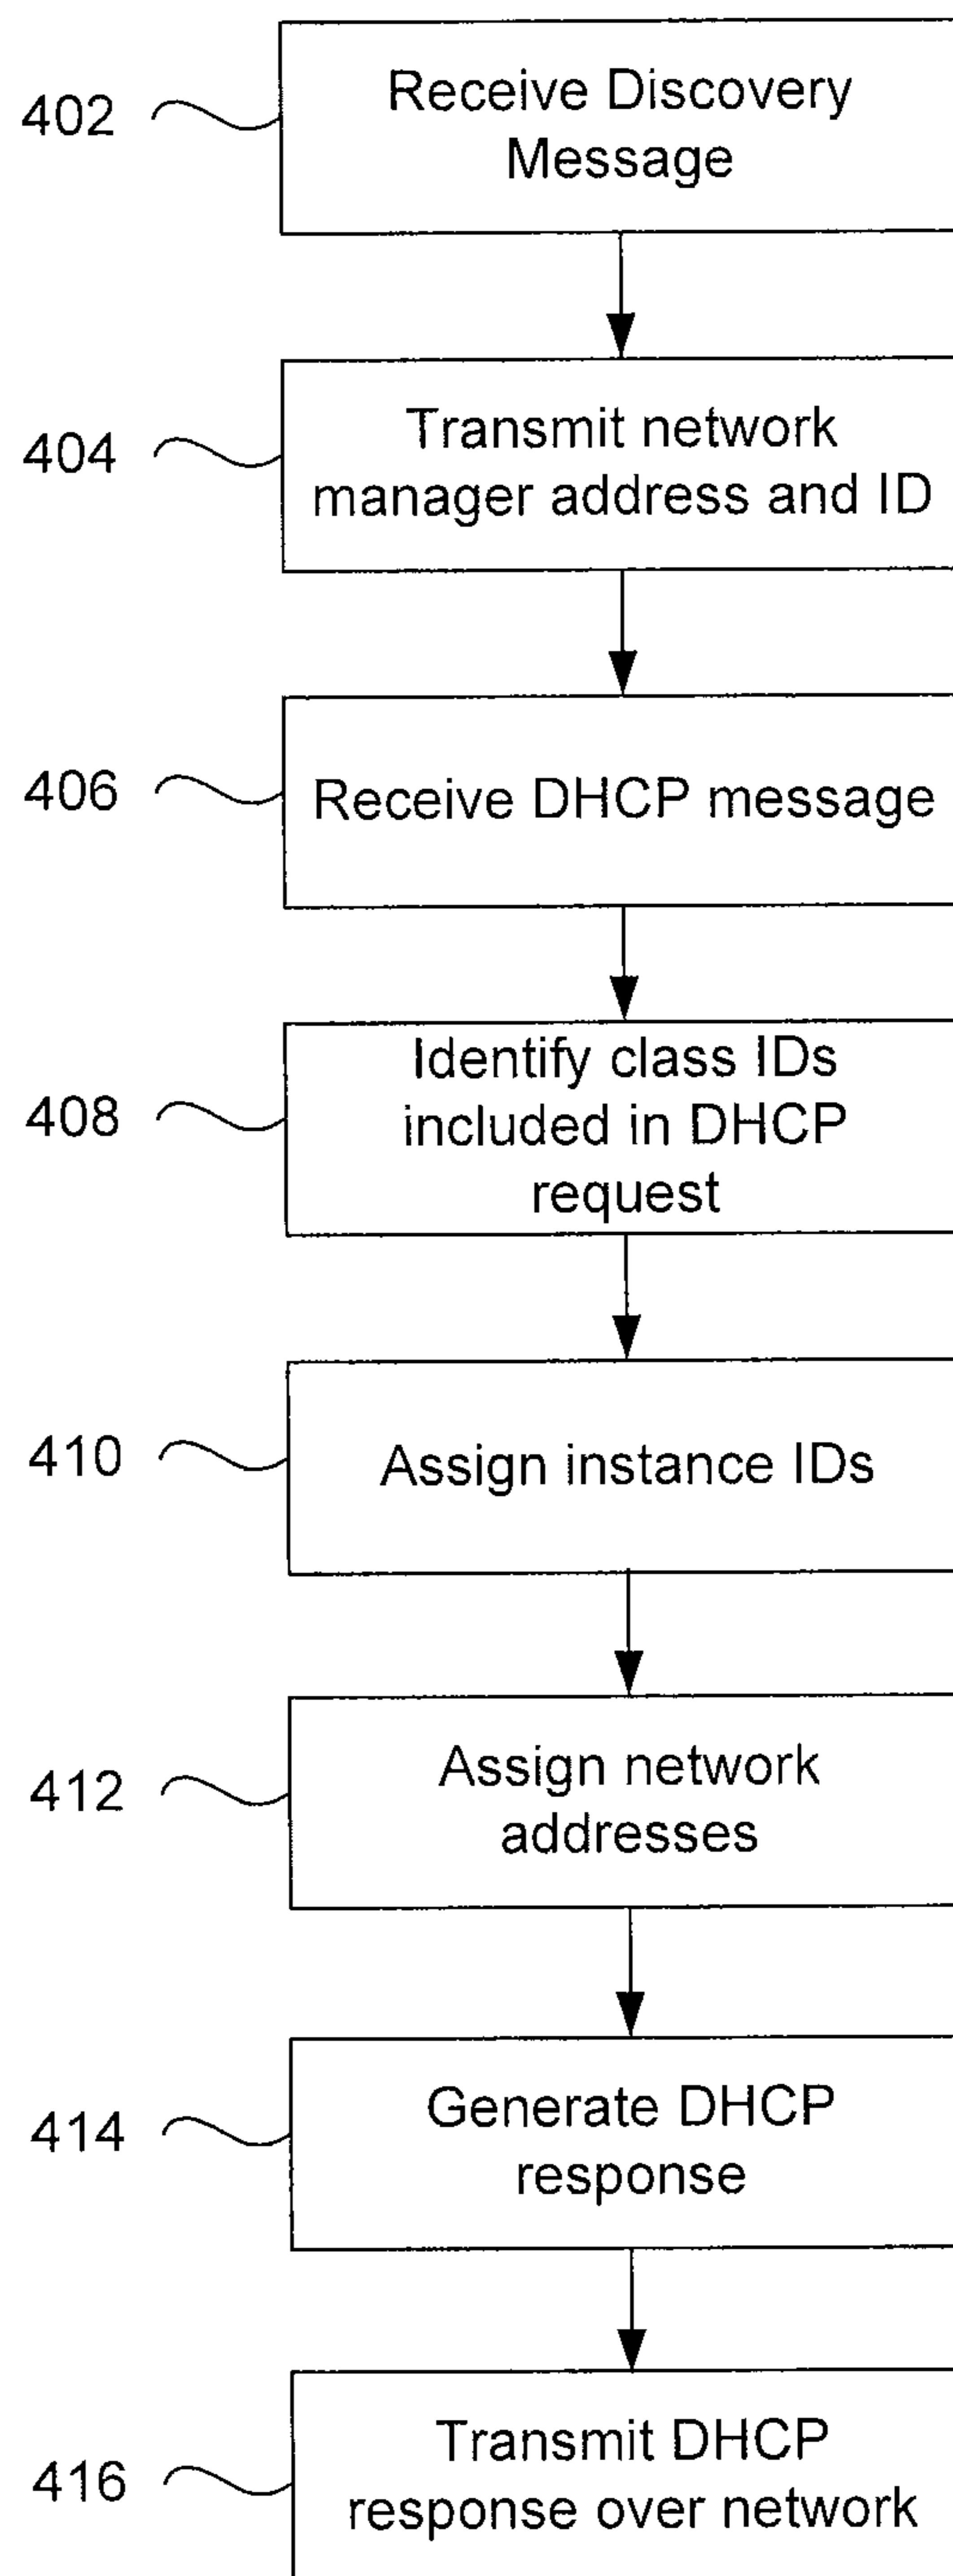 402
Receive Discovery
Message
404
Transmit network
manager address and ID
406
Receive DHCP message
408
Identify class IDs
included in DHCP
request
410
Assign instance IDs
412
Assign network
addresses
414
Generate DHCP
response
416
Transmit DHCP
response over network